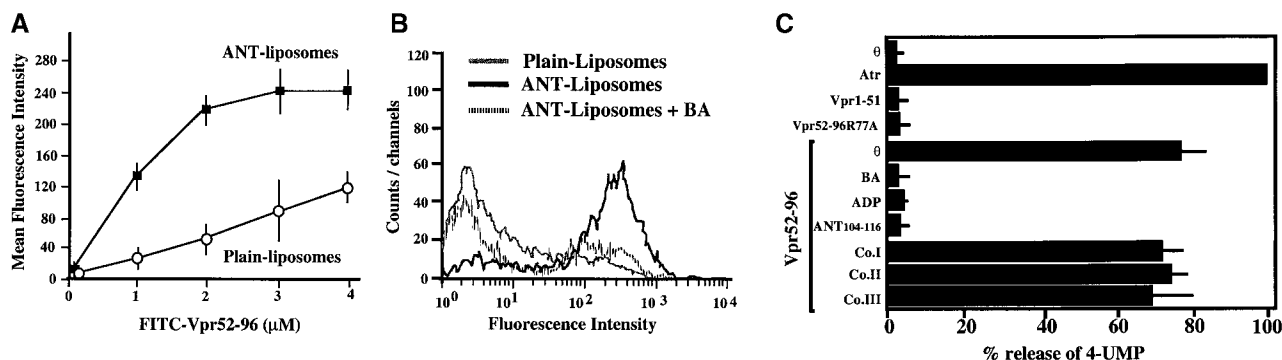 A
Mean Fluorescence Intensity
280
240
200
160
120
80
40
0
ANT-liposomes
Plain-liposomes
0 1 2 3 4
FITC-Vpr52-96 (μM)
B
Counts / channels
120
100
80
60
40
20
0
Plain-Liposomes
ANT-Liposomes
ANT-Liposomes + BA
10⁰ 10¹ 10² 10³ 10⁴
Fluorescence Intensity
C
θ
Atr
Vpr1-51
Vpr52-96R77A
Vpr52-96
θ
BA
ADP
ANT104-116
Co.I
Co.II
Co.III
0 20 40 60 80 100
% release of 4-UMP